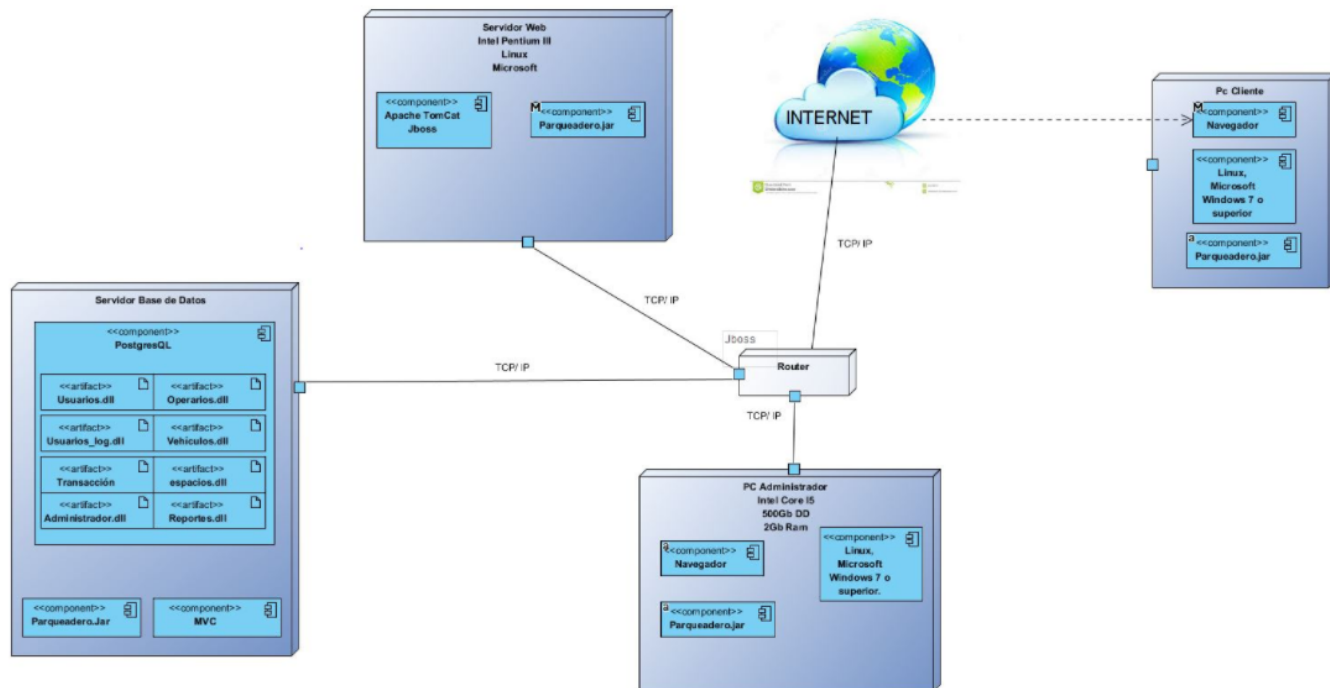 Servidor Web
Intel Pentium III
Linux
Microsoft
<<component>>
Apache TomCat
Jboss
<<component>>
Parqueadero.jar
INTERNET
Pc Cliente
<<component>>
Navegador
<<component>>
Linux,
Microsoft
Windows 7 o
superior
<<component>>
Parqueadero.jar
TCP/ IP
TCP/ IP
Servidor Base de Datos
<<component>>
PostgresQL
<<artifact>>
Usuarios.dll
<<artifact>>
Operarios.dll
<<artifact>>
Usuarios_log.dll
<<artifact>>
Vehículos.dll
<<artifact>>
Transacción
<<artifact>>
espacios.dll
<<artifact>>
Administrador.dll
<<artifact>>
Reportes.dll
<<component>>
Parqueadero.Jar
<<component>>
MVC
TCP/ IP
Jboss
Router
TCP/ IP
PC Administrador
Intel Core i5
500Gb DD
2Gb Ram
<<component>>
Navegador
<<component>>
Linux,
Microsoft
Windows 7 o
superior.
<<component>>
Parqueadero.jar